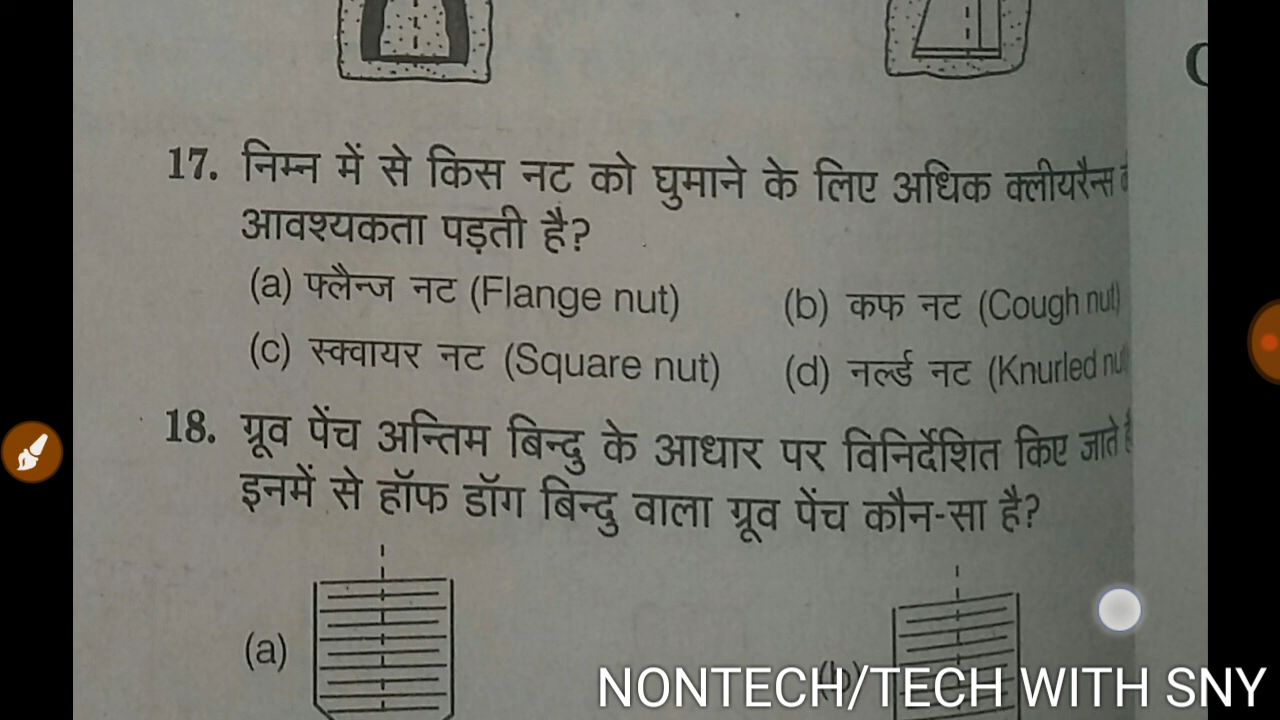 17. निम्न में से किस नट को घुमाने के लिए अधिक क्लीयरैन्स
आवश्यकता पड़ती है?
(a) फ्लैन्ज नट (Flange nut) (b) कफ नट (Cough nut)
(c) स्क्वायर नट (Square nut) (d) नर्ल्ड नट (Knurled
18. ग्रूव पेंच अन्तिम बिन्दु के आधार पर विनिर्देशित किए जाते
इनमें से हॉफ डॉग बिन्दु वाला ग्रूव पेंच कौन-सा है?
(a) (b)
NONTECH/TECH WITH SNY